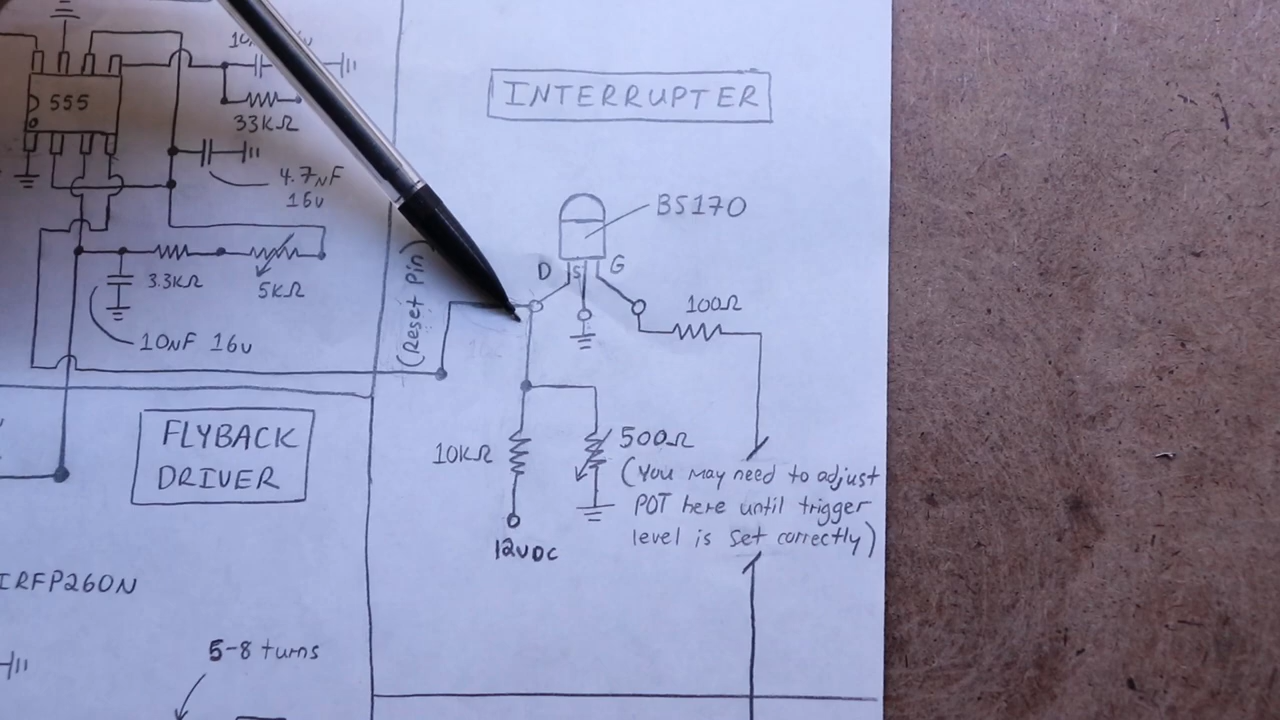 555
33KΩ
4.7nF
16v
3.3KΩ
5KΩ
10nF 16v
(Reset Pin)
FLYBACK
DRIVER
IRFP260N
5-8 turns
INTERRUPTER
BS170
D S G
100Ω
10KΩ
500Ω
(You may need to adjust
POT here until trigger
level is set correctly)
12VDC